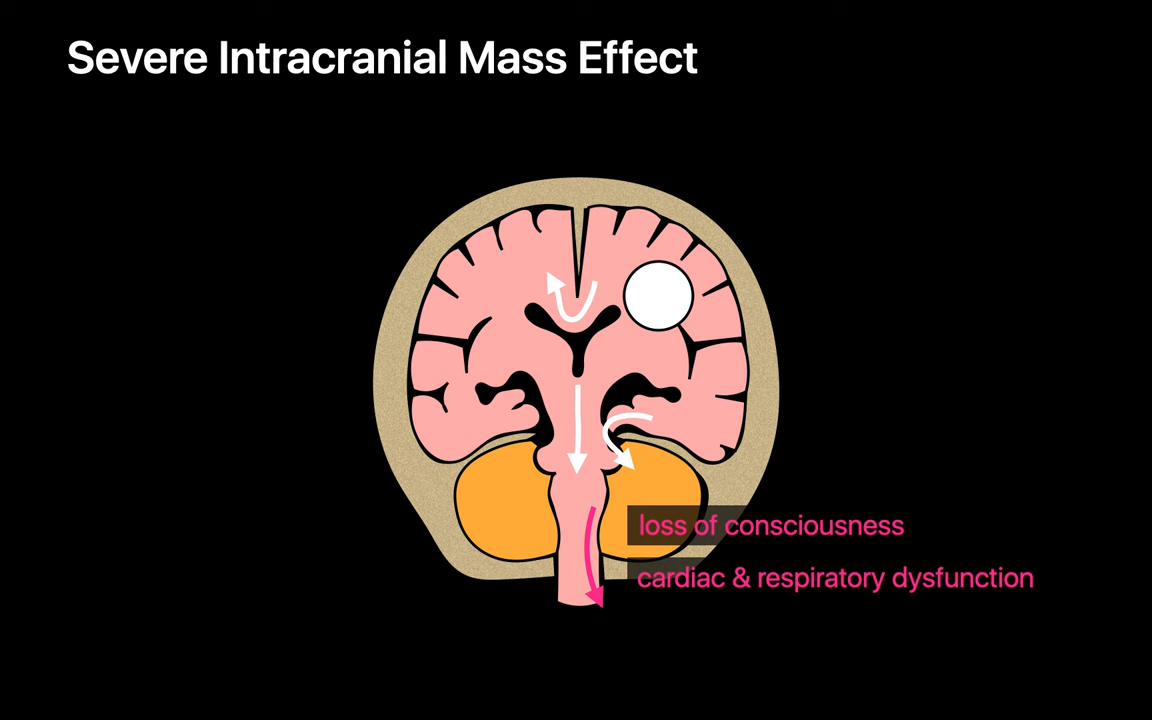 Severe Intracranial Mass Effect
loss of consciousness
cardiac & respiratory dysfunction